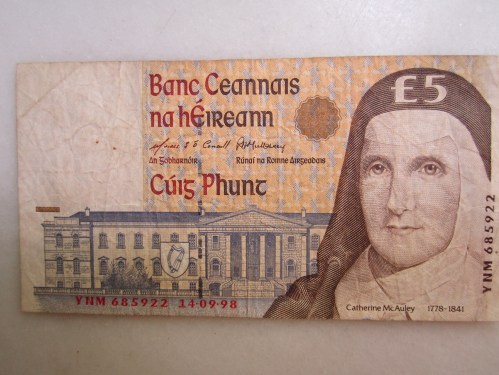 Banc Ceannais
na hÉireann
£5
An Gobharnóir
Rúnaí na Roinne Airgeadais
Cúig Phunt
YNM 685922 14·09·98
Catherine McAuley 1778-1841
YNM 685922